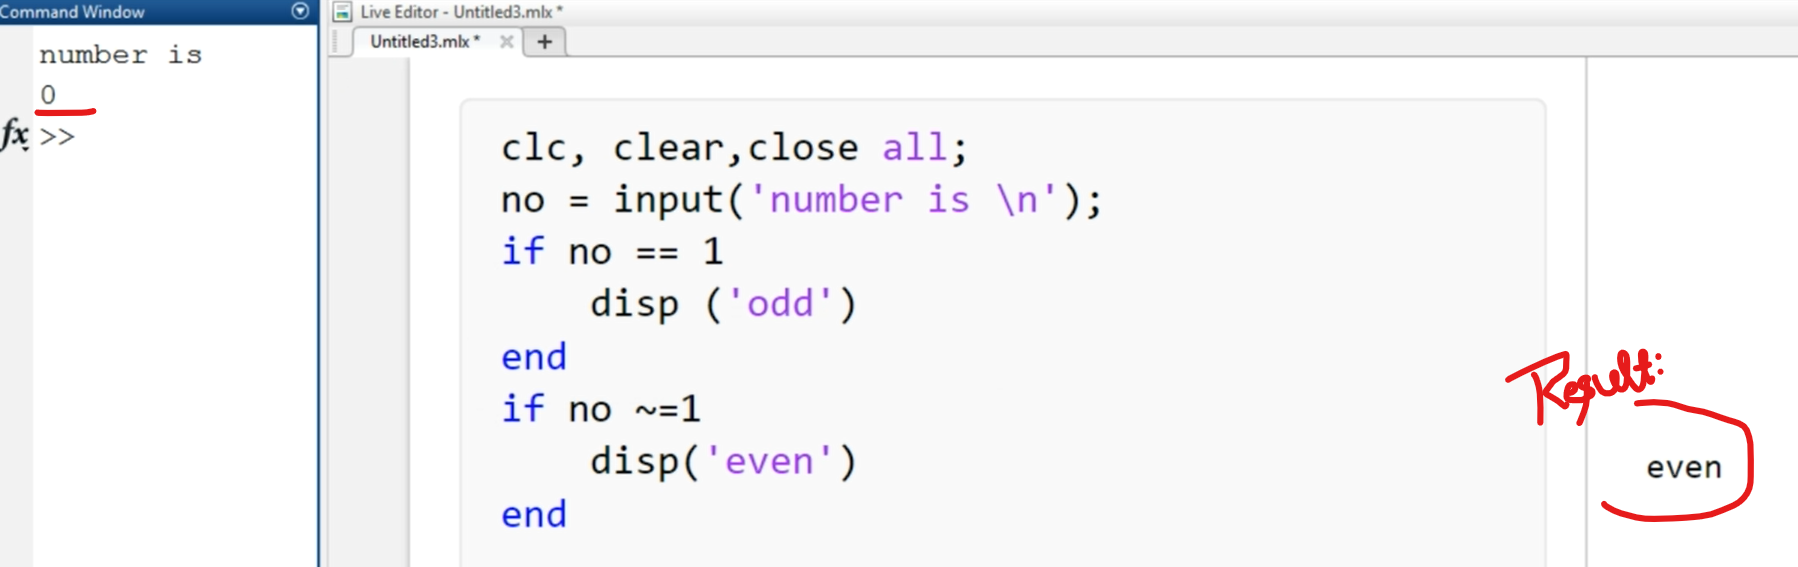 Command Window
number is
0
fx >>
Live Editor - Untitled3.mlx *
Untitled3.mlx * × +
clc, clear,close all;
no = input('number is \n');
if no == 1
    disp ('odd')
end
if no ~=1
    disp('even')
end
Result:
even